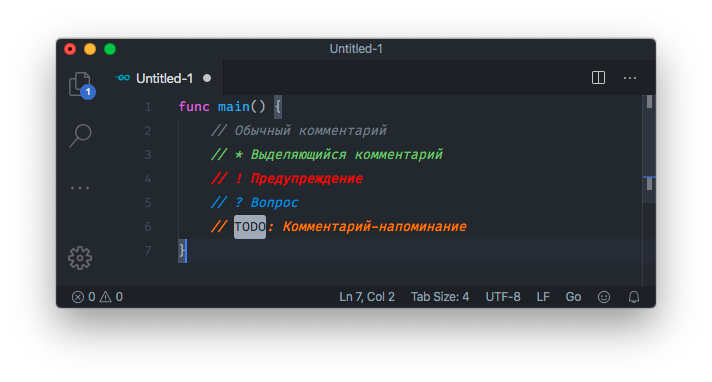 Untitled-1
GO Untitled-1
1
1 func main() {
2 // Обычный комментарий
3 // * Выделяющийся комментарий
4 // ! Предупреждение
5 // ? Вопрос
6 // TODO: Комментарий-напоминание
7 }
0 0 Ln 7, Col 2 Tab Size: 4 UTF-8 LF Go